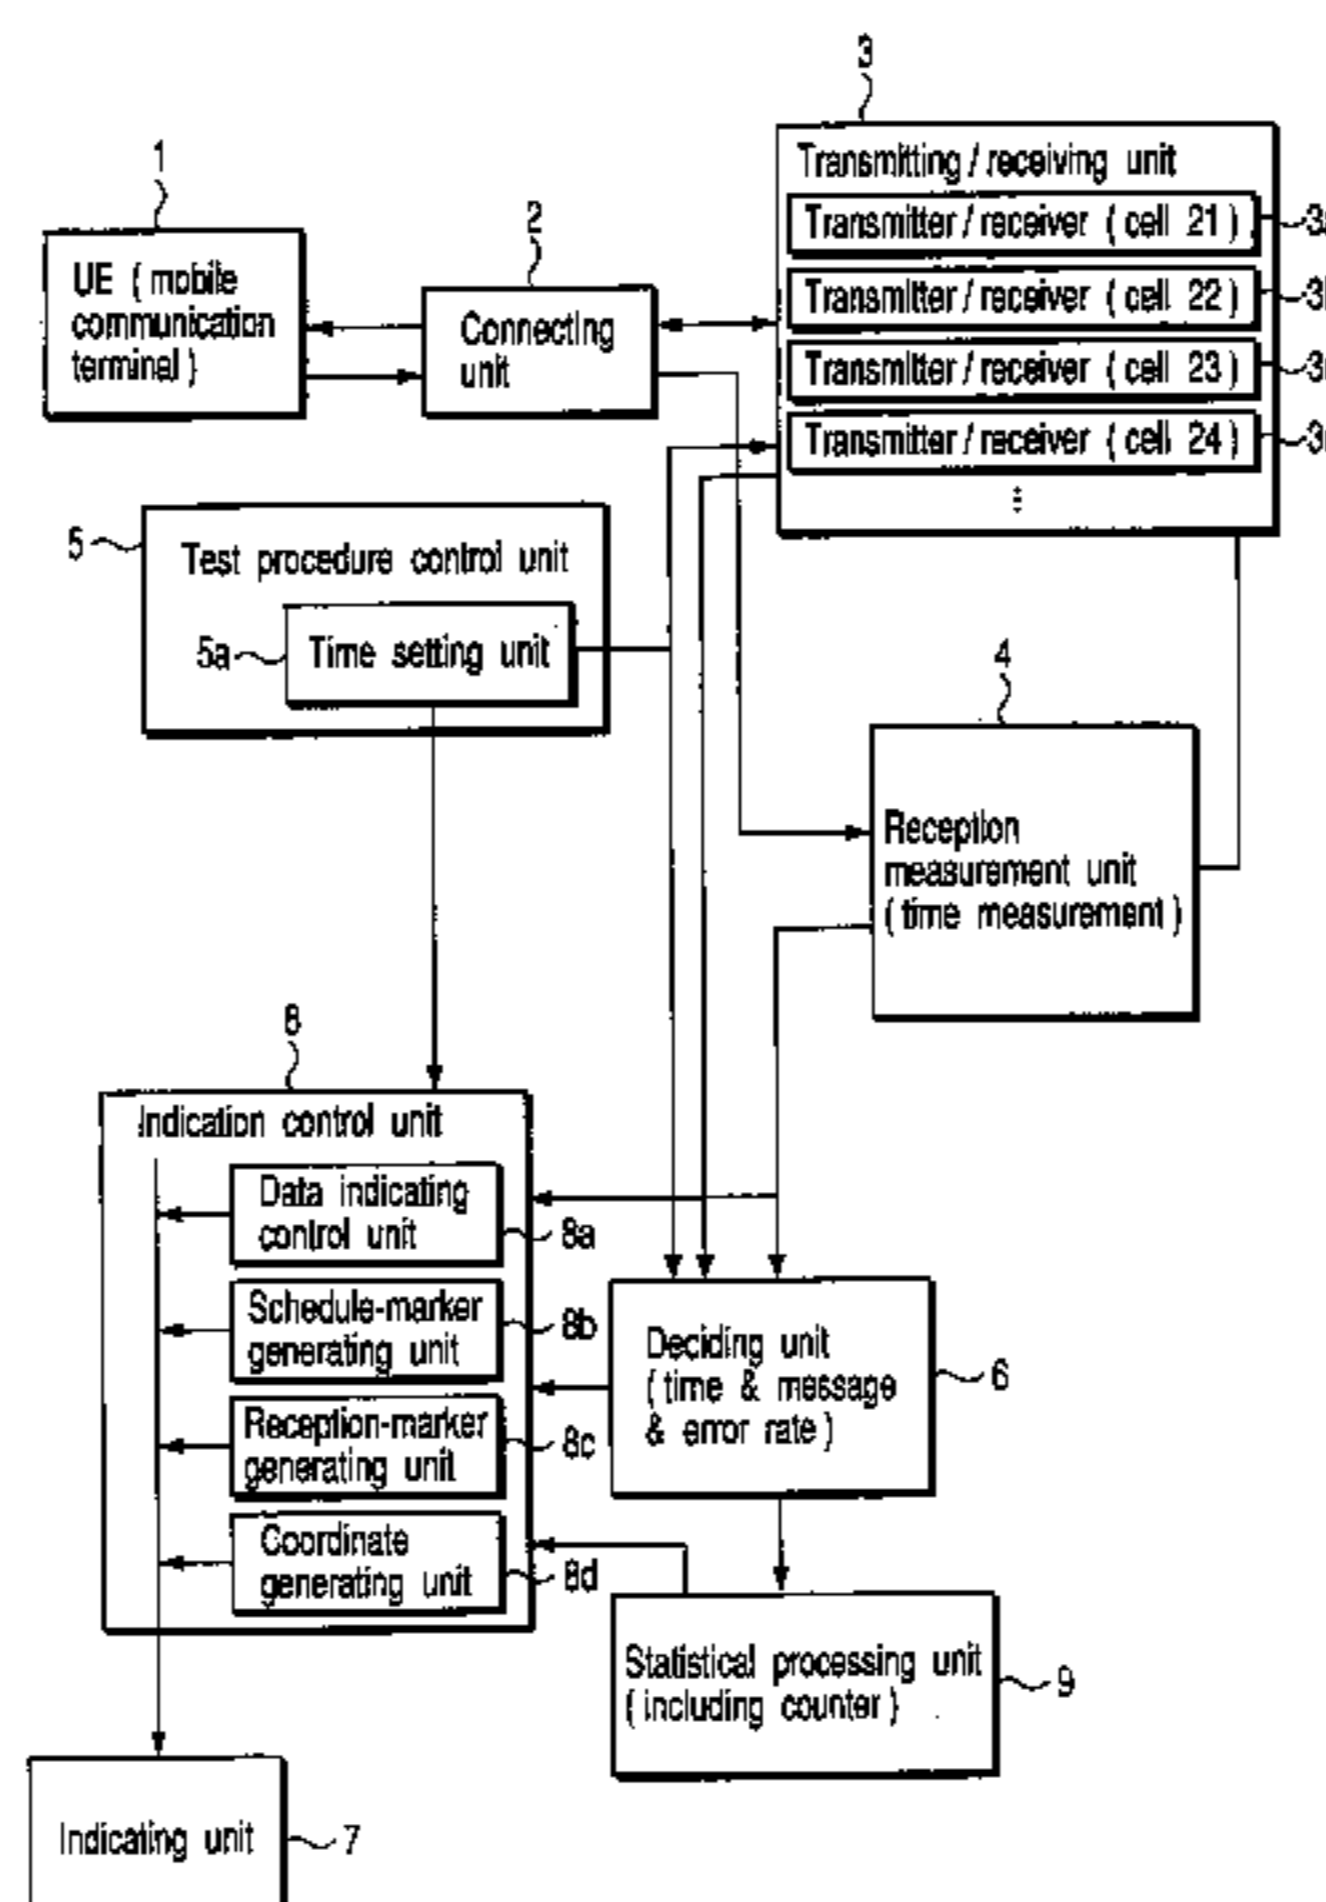 3
1
Transmitting / receiving unit
2
Transmitter / receiver ( cell 21 )
UE ( mobile
communication
terminal )
Transmitter / receiver ( cell 22 )
Connecting
unit
Transmitter / receiver ( cell 23 )
Transmitter / receiver ( cell 24 )
5
Test procedure control unit
5a
Time setting unit
4
Reception
measurement unit
( time measurement )
8
Indication control unit
Data indicating
control unit
8a
Schedule-marker
generating unit
8b
Deciding unit
( time & message
& error rate )
6
Reception-marker
generating unit
8c
Coordinate
generating unit
8d
Statistical processing unit
( including counter )
9
Indicating unit
7